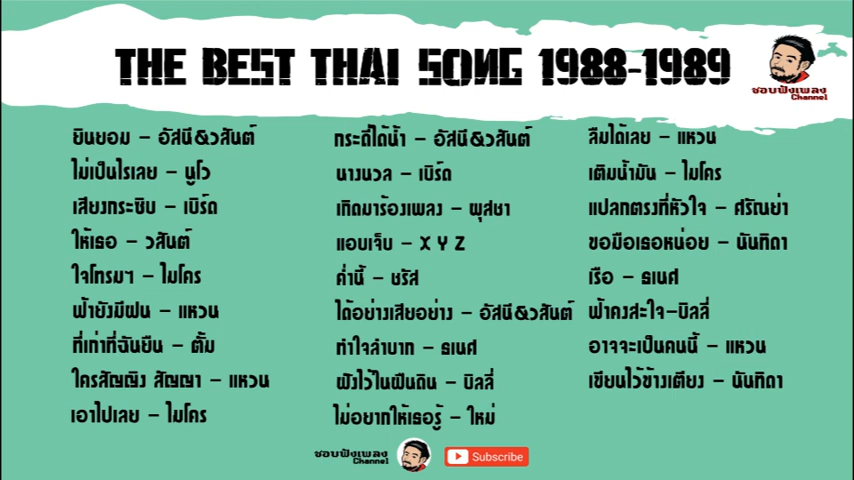 THE BEST THAI SONG 1988-1989
ชอบฟังเพลง
Channel
ยินยอม – อัสนี&วสันต์
ไม่เป็นไรเลย – นูโว
เสียงกระซิบ – เบิร์ด
ให้เธอ – วสันต์
ใจโทรมฯ – ไมโคร
ฟ้ายังมีฝน – แหวน
ที่เก่าที่ฉันยืน – ตั้ม
ใครสัญญิง สัญญา – แหวน
เอาไปเลย – ไมโคร
กระดี่ได้น้ำ – อัสนี&วสันต์
นางนวล – เบิร์ด
เกิดมาร้องเพลง – ผุสชา
แอบเจ็บ – X Y Z
ค่ำนี้ – ชรัส
ได้อย่างเสียอย่าง – อัสนี&วสันต์
ทำใจลำบาก – ธเนศ
ฝังไว้ในผืนดิน – บิลลี่
ไม่อยากให้เธอรู้ – ใหม่
ลืมได้เลย – แหวน
เติมน้ำมัน – ไมโคร
แปลกตรงที่หัวใจ – ศรัณย่า
ขอมือเธอหน่อย – นันทิดา
เรือ – ธเนศ
ฟ้าคงสะใจ-บิลลี่
อาจจะเป็นคนนี้ – แหวน
เขียนไว้ข้างเตียง – นันทิดา
ชอบฟังเพลง
Channel
Subscribe